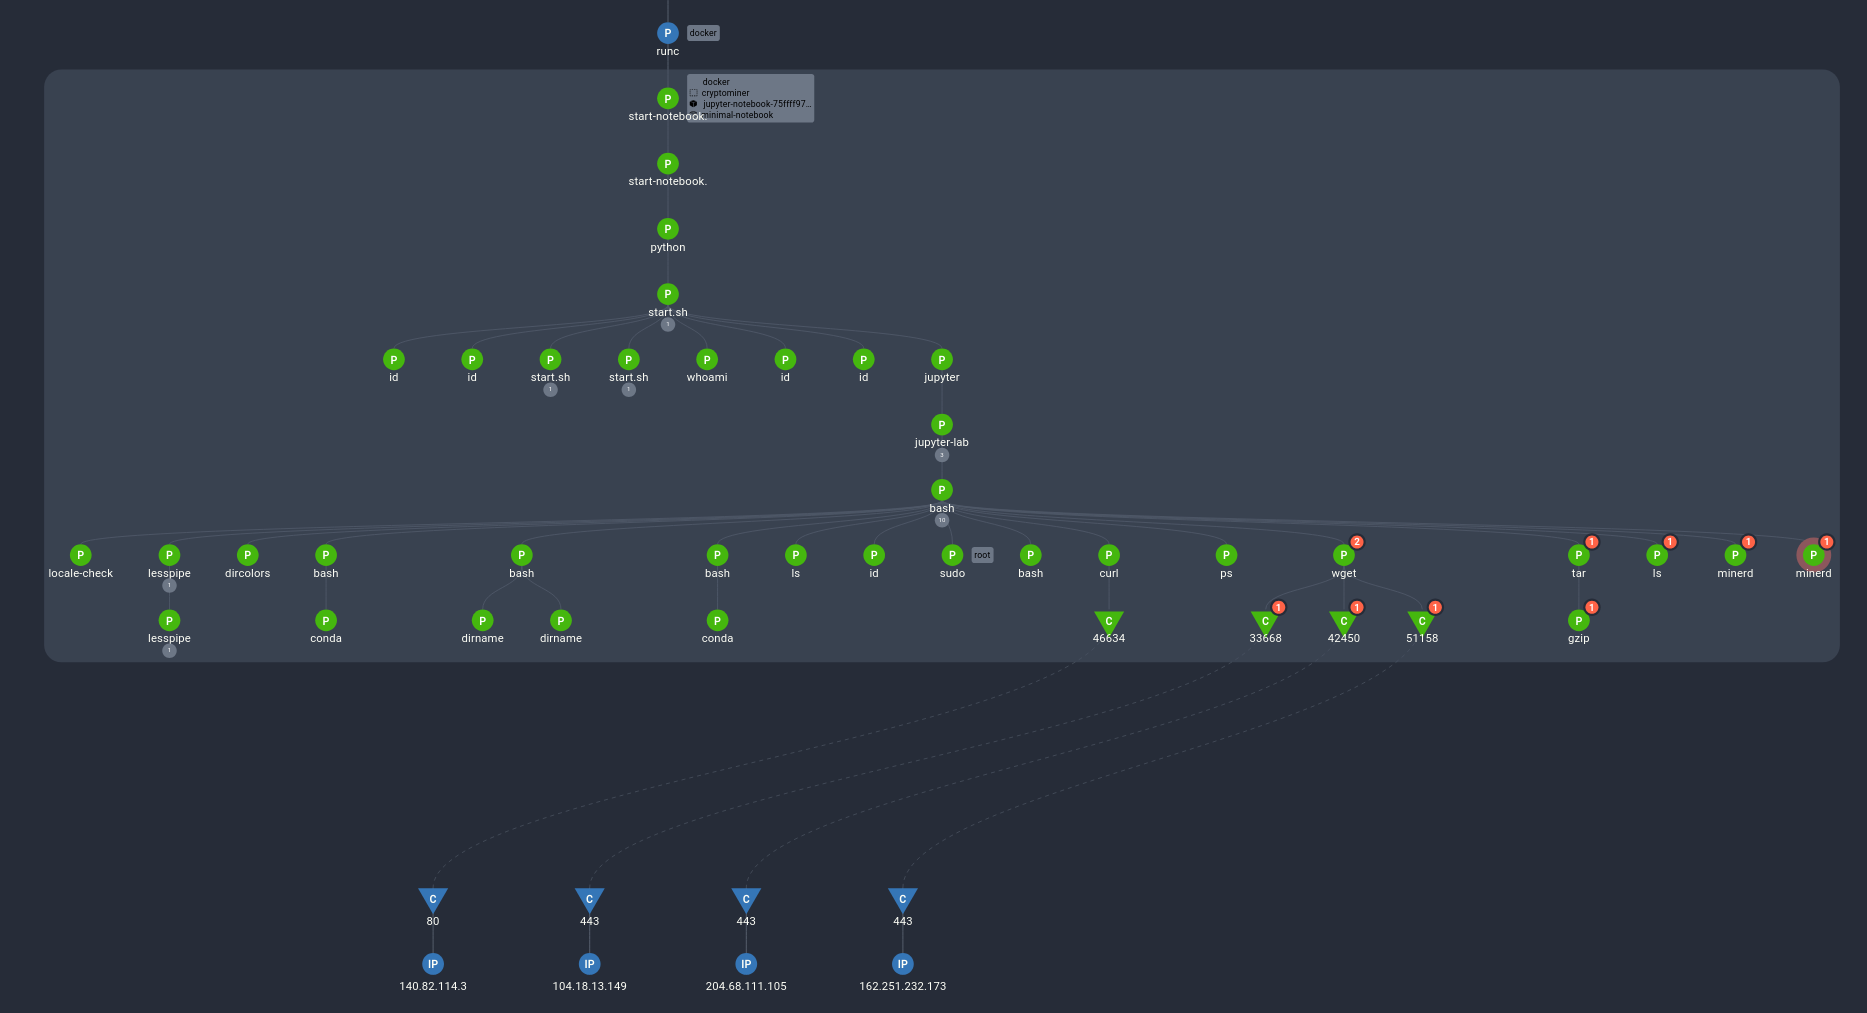 P
docker
runc
docker
cryptominer
P
jupyter-notebook-75ffff97...
start-notebook.
minimal-notebook
P
start-notebook.
P
python
P
start.sh
1
P P P P P P P P
id id start.sh start.sh whoami id id jupyter
1 1
P
jupyter-lab
3
P
bash
10
2 1 1 1 1
P P P P P P P P P root P P P P P P P P
locale-check lesspipe dircolors bash bash bash ls id sudo bash curl ps wget tar ls minerd minerd
1
1 1 1 1
P P P P P C C C C P
lesspipe conda dirname dirname conda 46634 33668 42450 51158 gzip
1
C C C C
80 443 443 443
IP IP IP IP
140.82.114.3 104.18.13.149 204.68.111.105 162.251.232.173